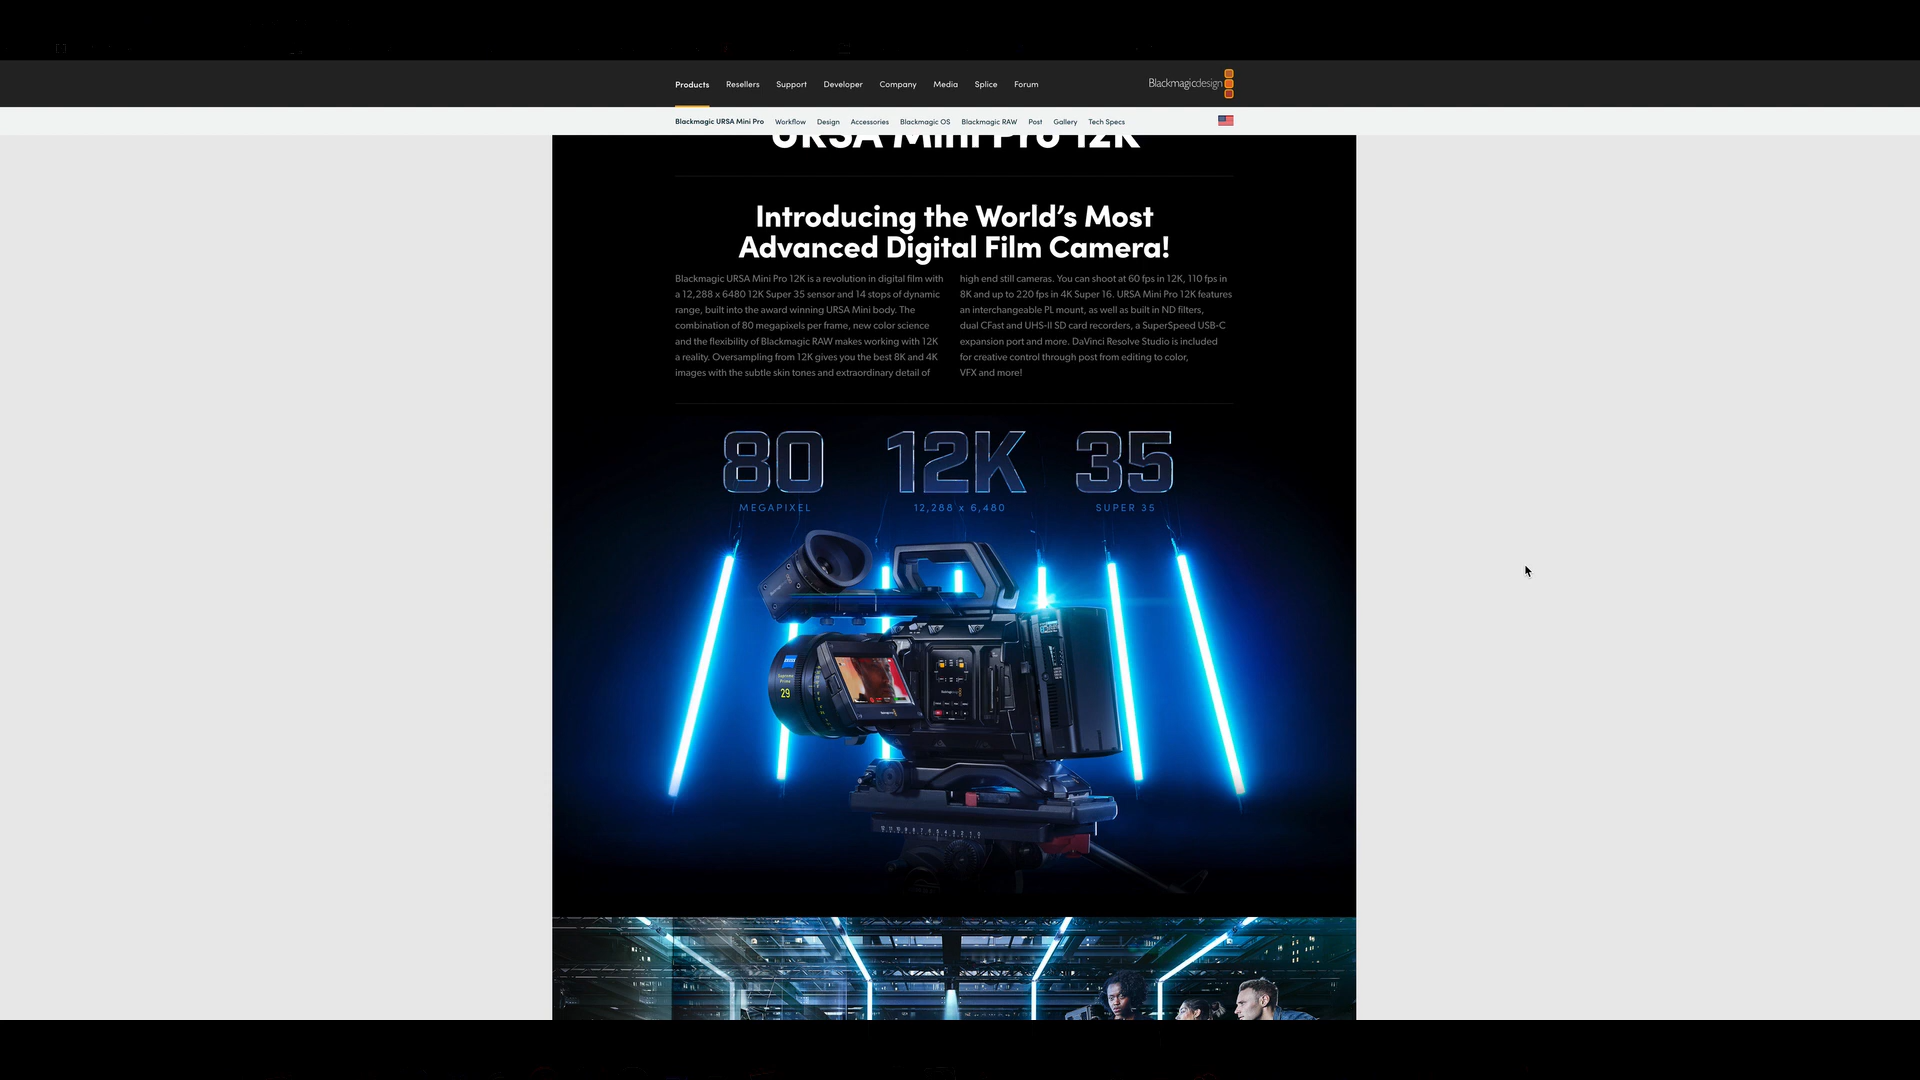 Products Resellers Support Developer Company Media Splice Forum
Blackmagicdesign
Blackmagic URSA Mini Pro Workflow Design Accessories Blackmagic OS Blackmagic RAW Post Gallery Tech Specs
URSA Mini Pro 12K
Introducing the World’s Most
Advanced Digital Film Camera!
Blackmagic URSA Mini Pro 12K is a revolution in digital film with
a 12,288 x 6480 12K Super 35 sensor and 14 stops of dynamic
range, built into the award winning URSA Mini body. The
combination of 80 megapixels per frame, new color science
and the flexibility of Blackmagic RAW makes working with 12K
a reality. Oversampling from 12K gives you the best 8K and 4K
images with the subtle skin tones and extraordinary detail of
high end still cameras. You can shoot at 60 fps in 12K, 110 fps in
8K and up to 220 fps in 4K Super 16. URSA Mini Pro 12K features
an interchangeable PL mount, as well as built in ND filters,
dual CFast and UHS-II SD card recorders, a SuperSpeed USB-C
expansion port and more. DaVinci Resolve Studio is included
for creative control through post from editing to color,
VFX and more!
80 12K 35
MEGAPIXEL 12,288 x 6,480 SUPER 35
ZEISS
Supreme
Prime
29